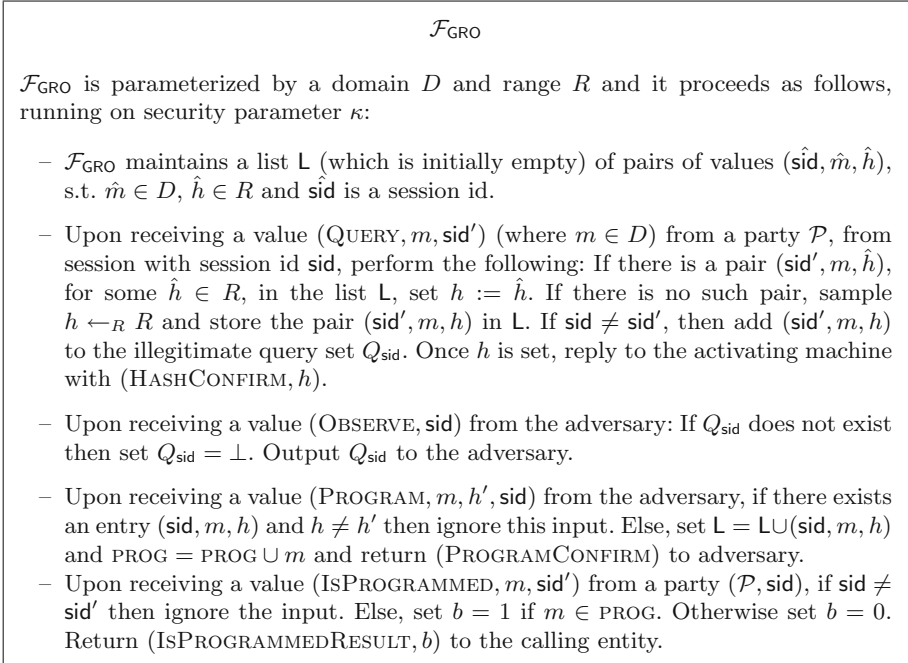 𝓕_GRO
𝓕_GRO is parameterized by a domain D and range R and it proceeds as follows,
running on security parameter κ:
– 𝓕_GRO maintains a list L (which is initially empty) of pairs of values (sid̂, m̂, ĥ),
s.t. m̂ ∈ D, ĥ ∈ R and sid̂ is a session id.
– Upon receiving a value (QUERY, m, sid′) (where m ∈ D) from a party 𝒫, from
session with session id sid, perform the following: If there is a pair (sid′, m, ĥ),
for some ĥ ∈ R, in the list L, set h := ĥ. If there is no such pair, sample
h ←_R R and store the pair (sid′, m, h) in L. If sid ≠ sid′, then add (sid′, m, h)
to the illegitimate query set Q_sid. Once h is set, reply to the activating machine
with (HASHCONFIRM, h).
– Upon receiving a value (OBSERVE, sid) from the adversary: If Q_sid does not exist
then set Q_sid = ⊥. Output Q_sid to the adversary.
– Upon receiving a value (PROGRAM, m, h′, sid) from the adversary, if there exists
an entry (sid, m, h) and h ≠ h′ then ignore this input. Else, set L = L∪(sid, m, h)
and PROG = PROG ∪ m and return (PROGRAMCONFIRM) to adversary.
– Upon receiving a value (ISPROGRAMMED, m, sid′) from a party (𝒫, sid), if sid ≠
sid′ then ignore the input. Else, set b = 1 if m ∈ PROG. Otherwise set b = 0.
Return (ISPROGRAMMEDRESULT, b) to the calling entity.